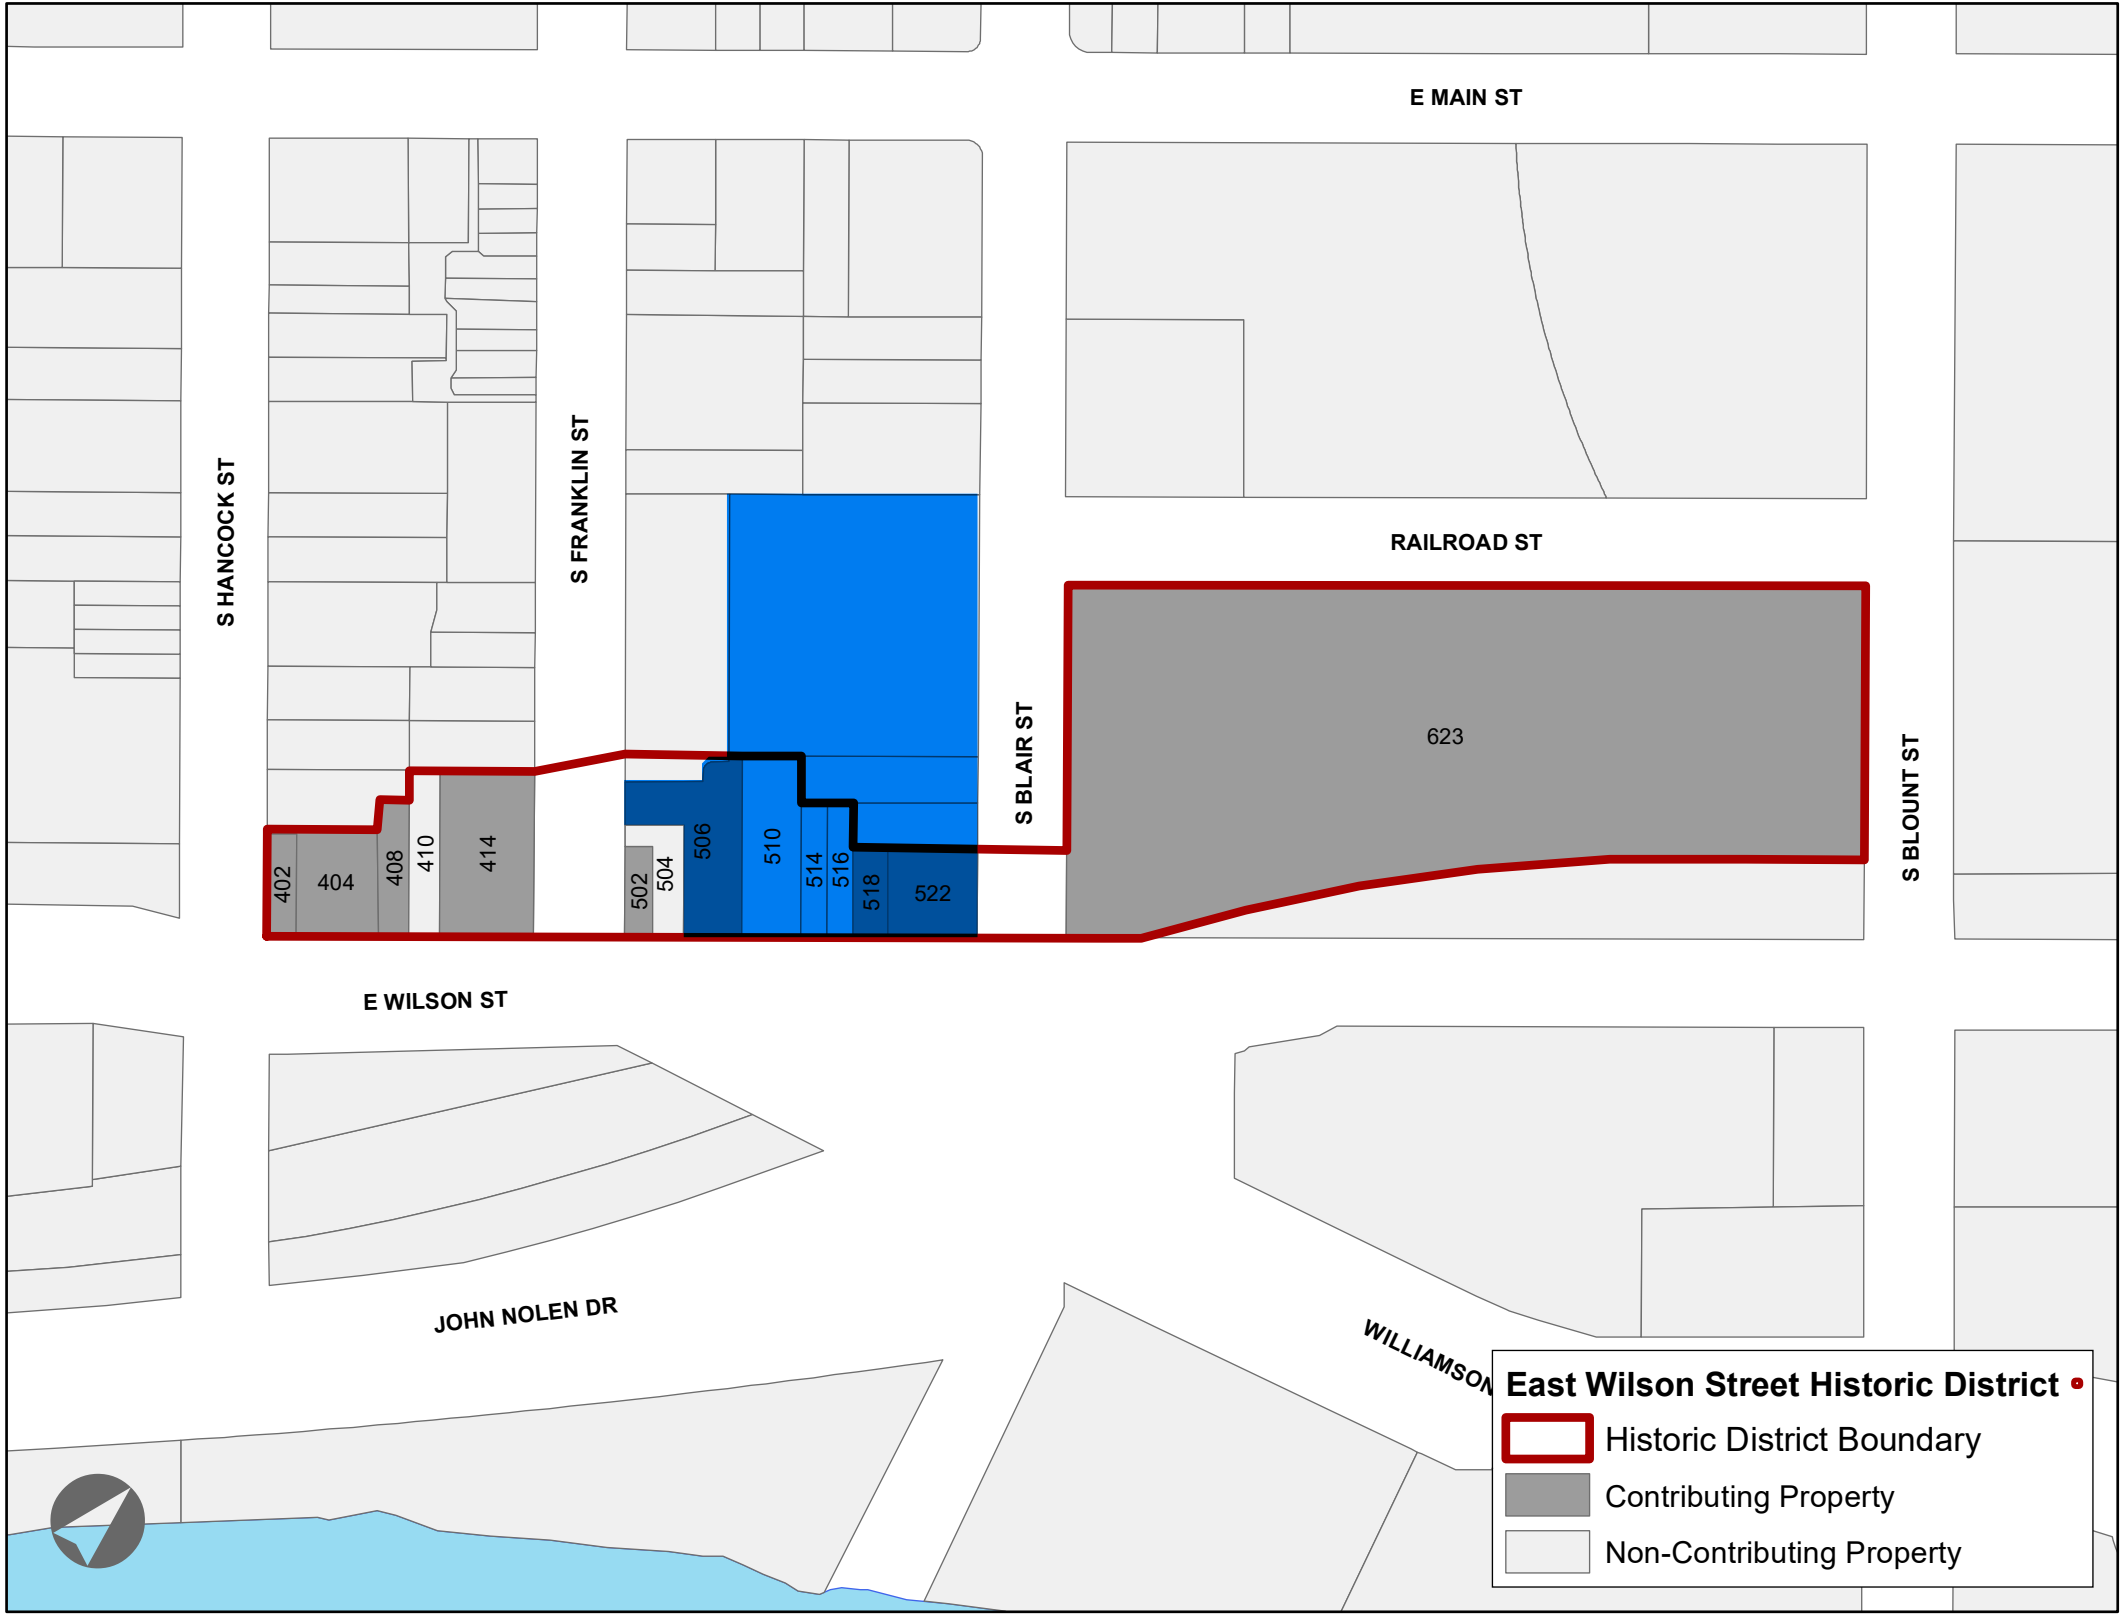 E MAIN ST
S HANCOCK ST
S FRANKLIN ST
RAILROAD ST
S BLAIR ST
623
S BLOUNT ST
402
404
408
410
414
502
504
506
510
514
516
518
522
E WILSON ST
JOHN NOLEN DR
WILLIAMSON
East Wilson Street Historic District
Historic District Boundary
Contributing Property
Non-Contributing Property